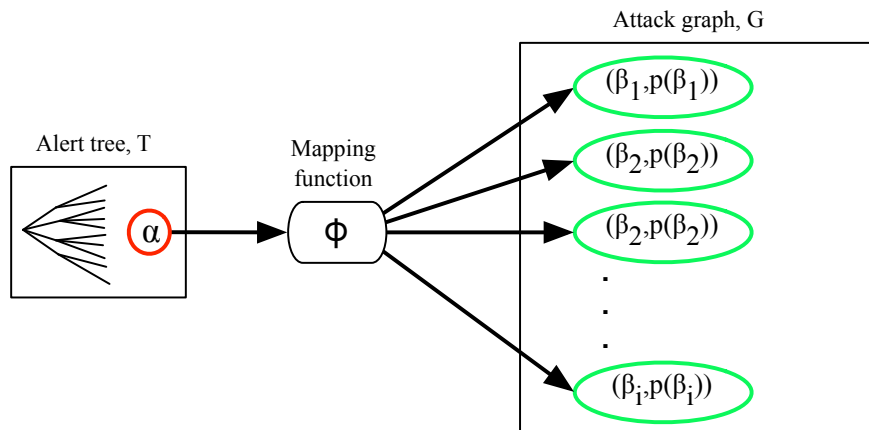 Attack graph, G
(β1,p(β1))
Alert tree, T
Mapping
function
(β2,p(β2))
α
Φ
(β2,p(β2))
.
.
.
(βi,p(βi))